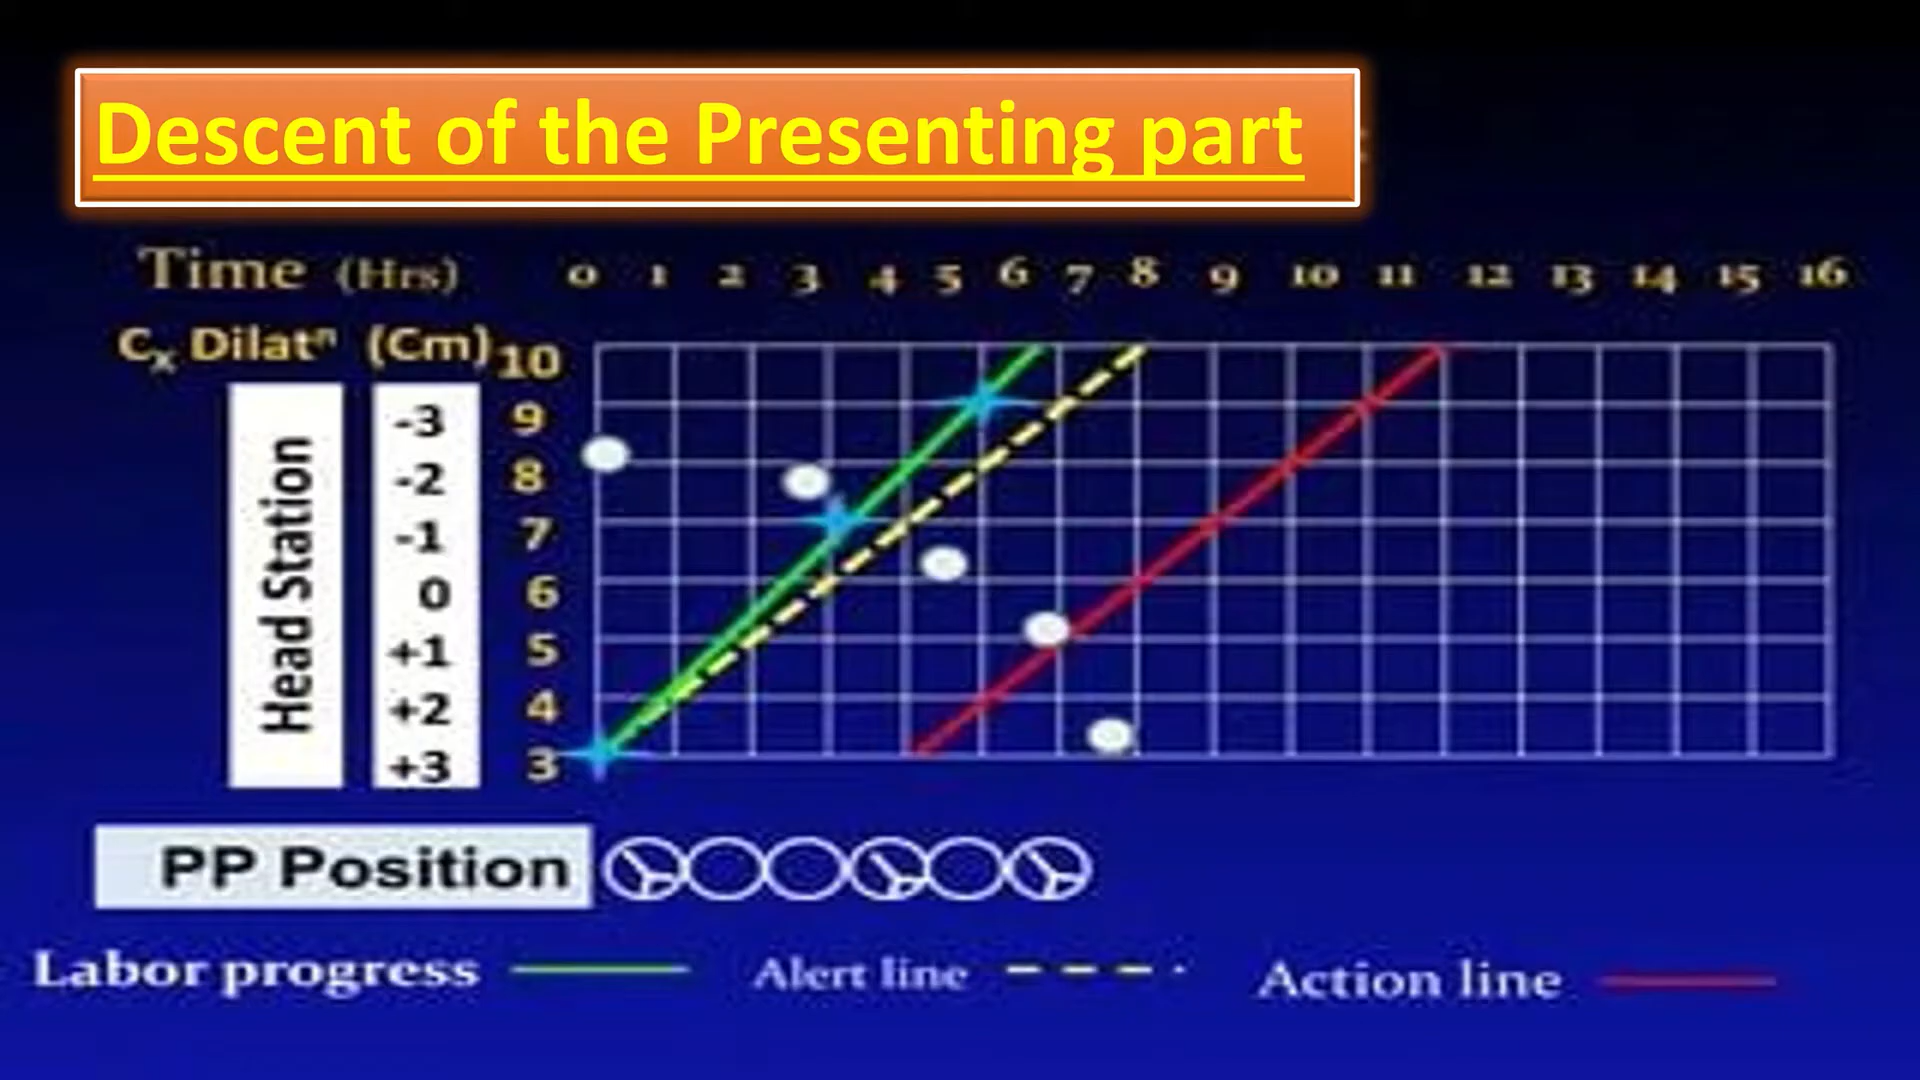 Descent of the Presenting part
Time (Hrs) 0 1 2 3 4 5 6 7 8 9 10 11 12 13 14 15 16
Cx Dilatⁿ (Cm) 10
Head Station
-3 9
-2 8
-1 7
0 6
+1 5
+2 4
+3 3
PP Position
Labor progress Alert line Action line